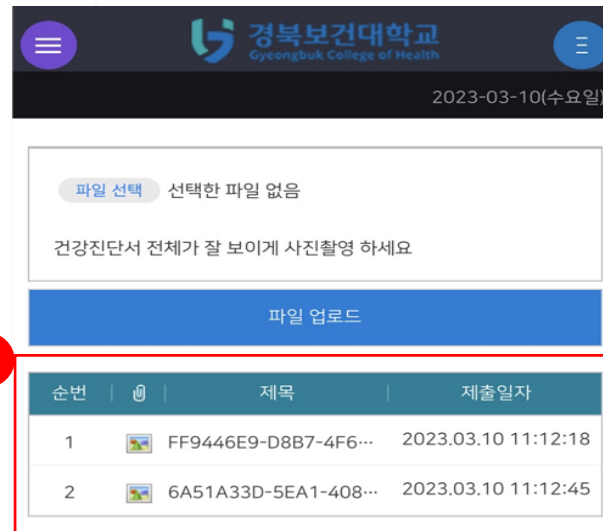 경북보건대학교
Gyeongbuk College of Health
2023-03-10(수요일)
파일 선택 선택한 파일 없음
건강진단서 전체가 잘 보이게 사진촬영 하세요
파일 업로드
순번 제목 제출일자
1 FF9446E9-D8B7-4F6··· 2023.03.10 11:12:18
2 6A51A33D-5EA1-408··· 2023.03.10 11:12:45